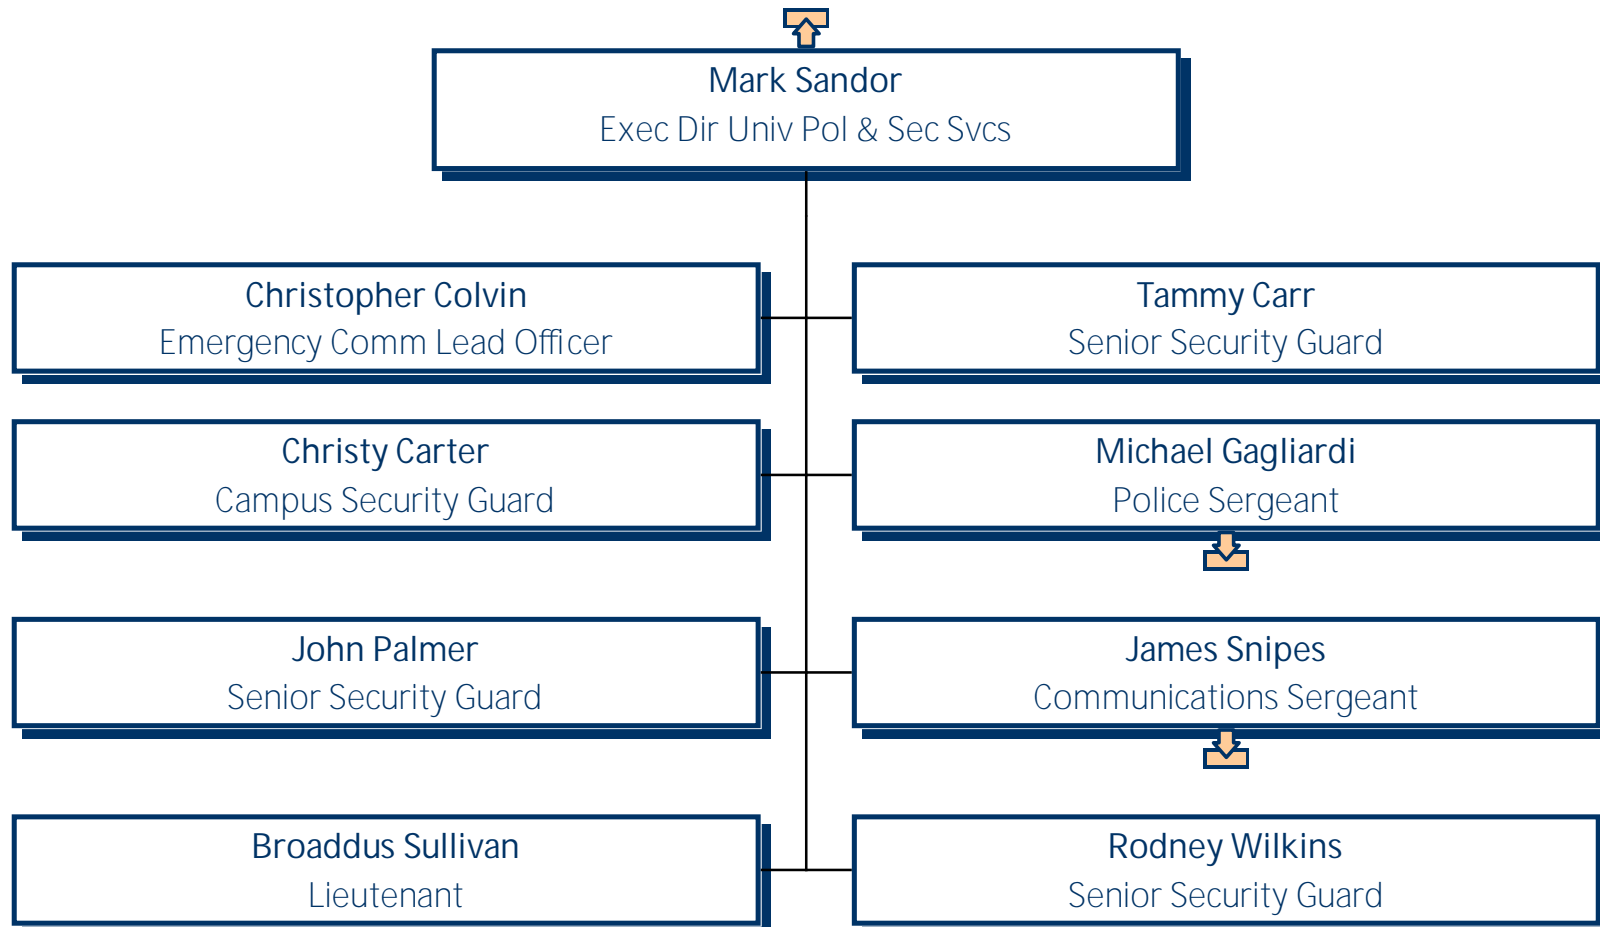 Mark Sandor
Exec Dir Univ Pol & Sec Svcs
Christopher Colvin
Emergency Comm Lead Officer
Tammy Carr
Senior Security Guard
Christy Carter
Campus Security Guard
Michael Gagliardi
Police Sergeant
John Palmer
Senior Security Guard
James Snipes
Communications Sergeant
Broaddus Sullivan
Lieutenant
Rodney Wilkins
Senior Security Guard